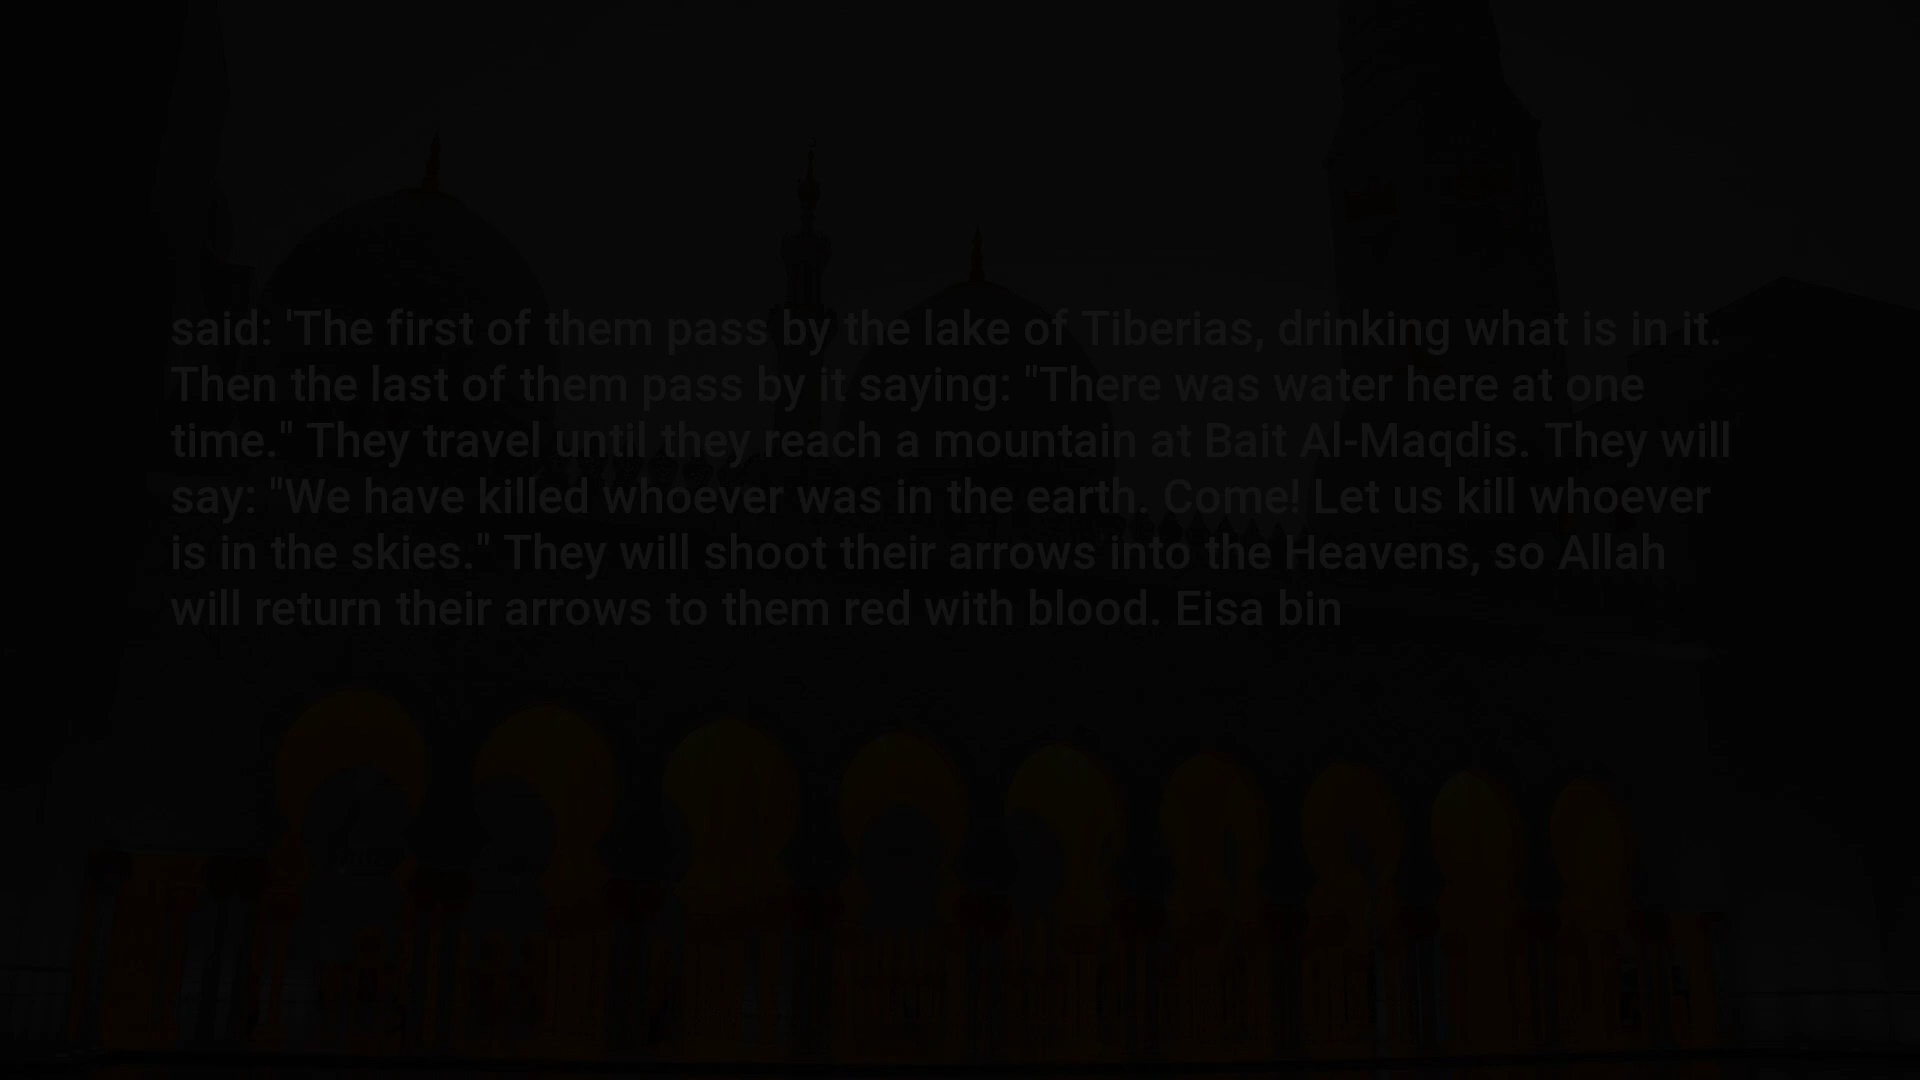 said: 'The first of them pass by the lake of Tiberias, drinking what is in it.
Then the last of them pass by it saying: "There was water here at one
time." They travel until they reach a mountain at Bait Al-Maqdis. They will
say: "We have killed whoever was in the earth. Come! Let us kill whoever
is in the skies." They will shoot their arrows into the Heavens, so Allah
will return their arrows to them red with blood. Eisa bin